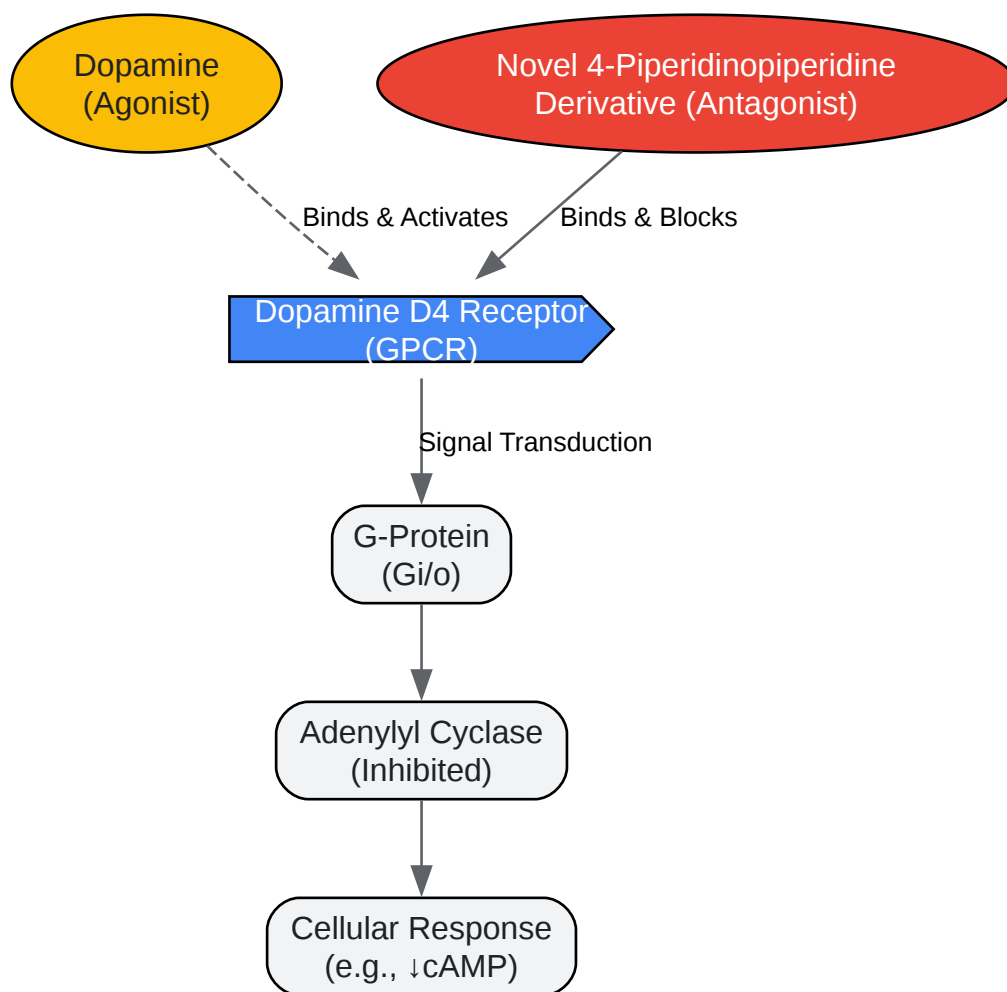 Dopamine
(Agonist)
Novel 4-Piperidinopiperidine
Derivative (Antagonist)
Binds & Activates
Binds & Blocks
Dopamine D4 Receptor
(GPCR)
Signal Transduction
G-Protein
(Gi/o)
Adenylyl Cyclase
(Inhibited)
Cellular Response
(e.g., ↓cAMP)